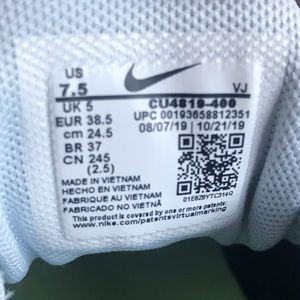 US
7.5
VJ
UK 5
EUR 38.5
cm 24.5
BR 37
CN 245
(2.5)
CU4819-400
UPC 00193658812351
08/07/19 | 10/21/19
MADE IN VIETNAM
HECHO EN VIETNAM
FABRIQUE AU VIETNAM
FABRICADO NO VIETNAM
This product is covered by one or more patents.
www.nike.com/patentsvirtualmarking